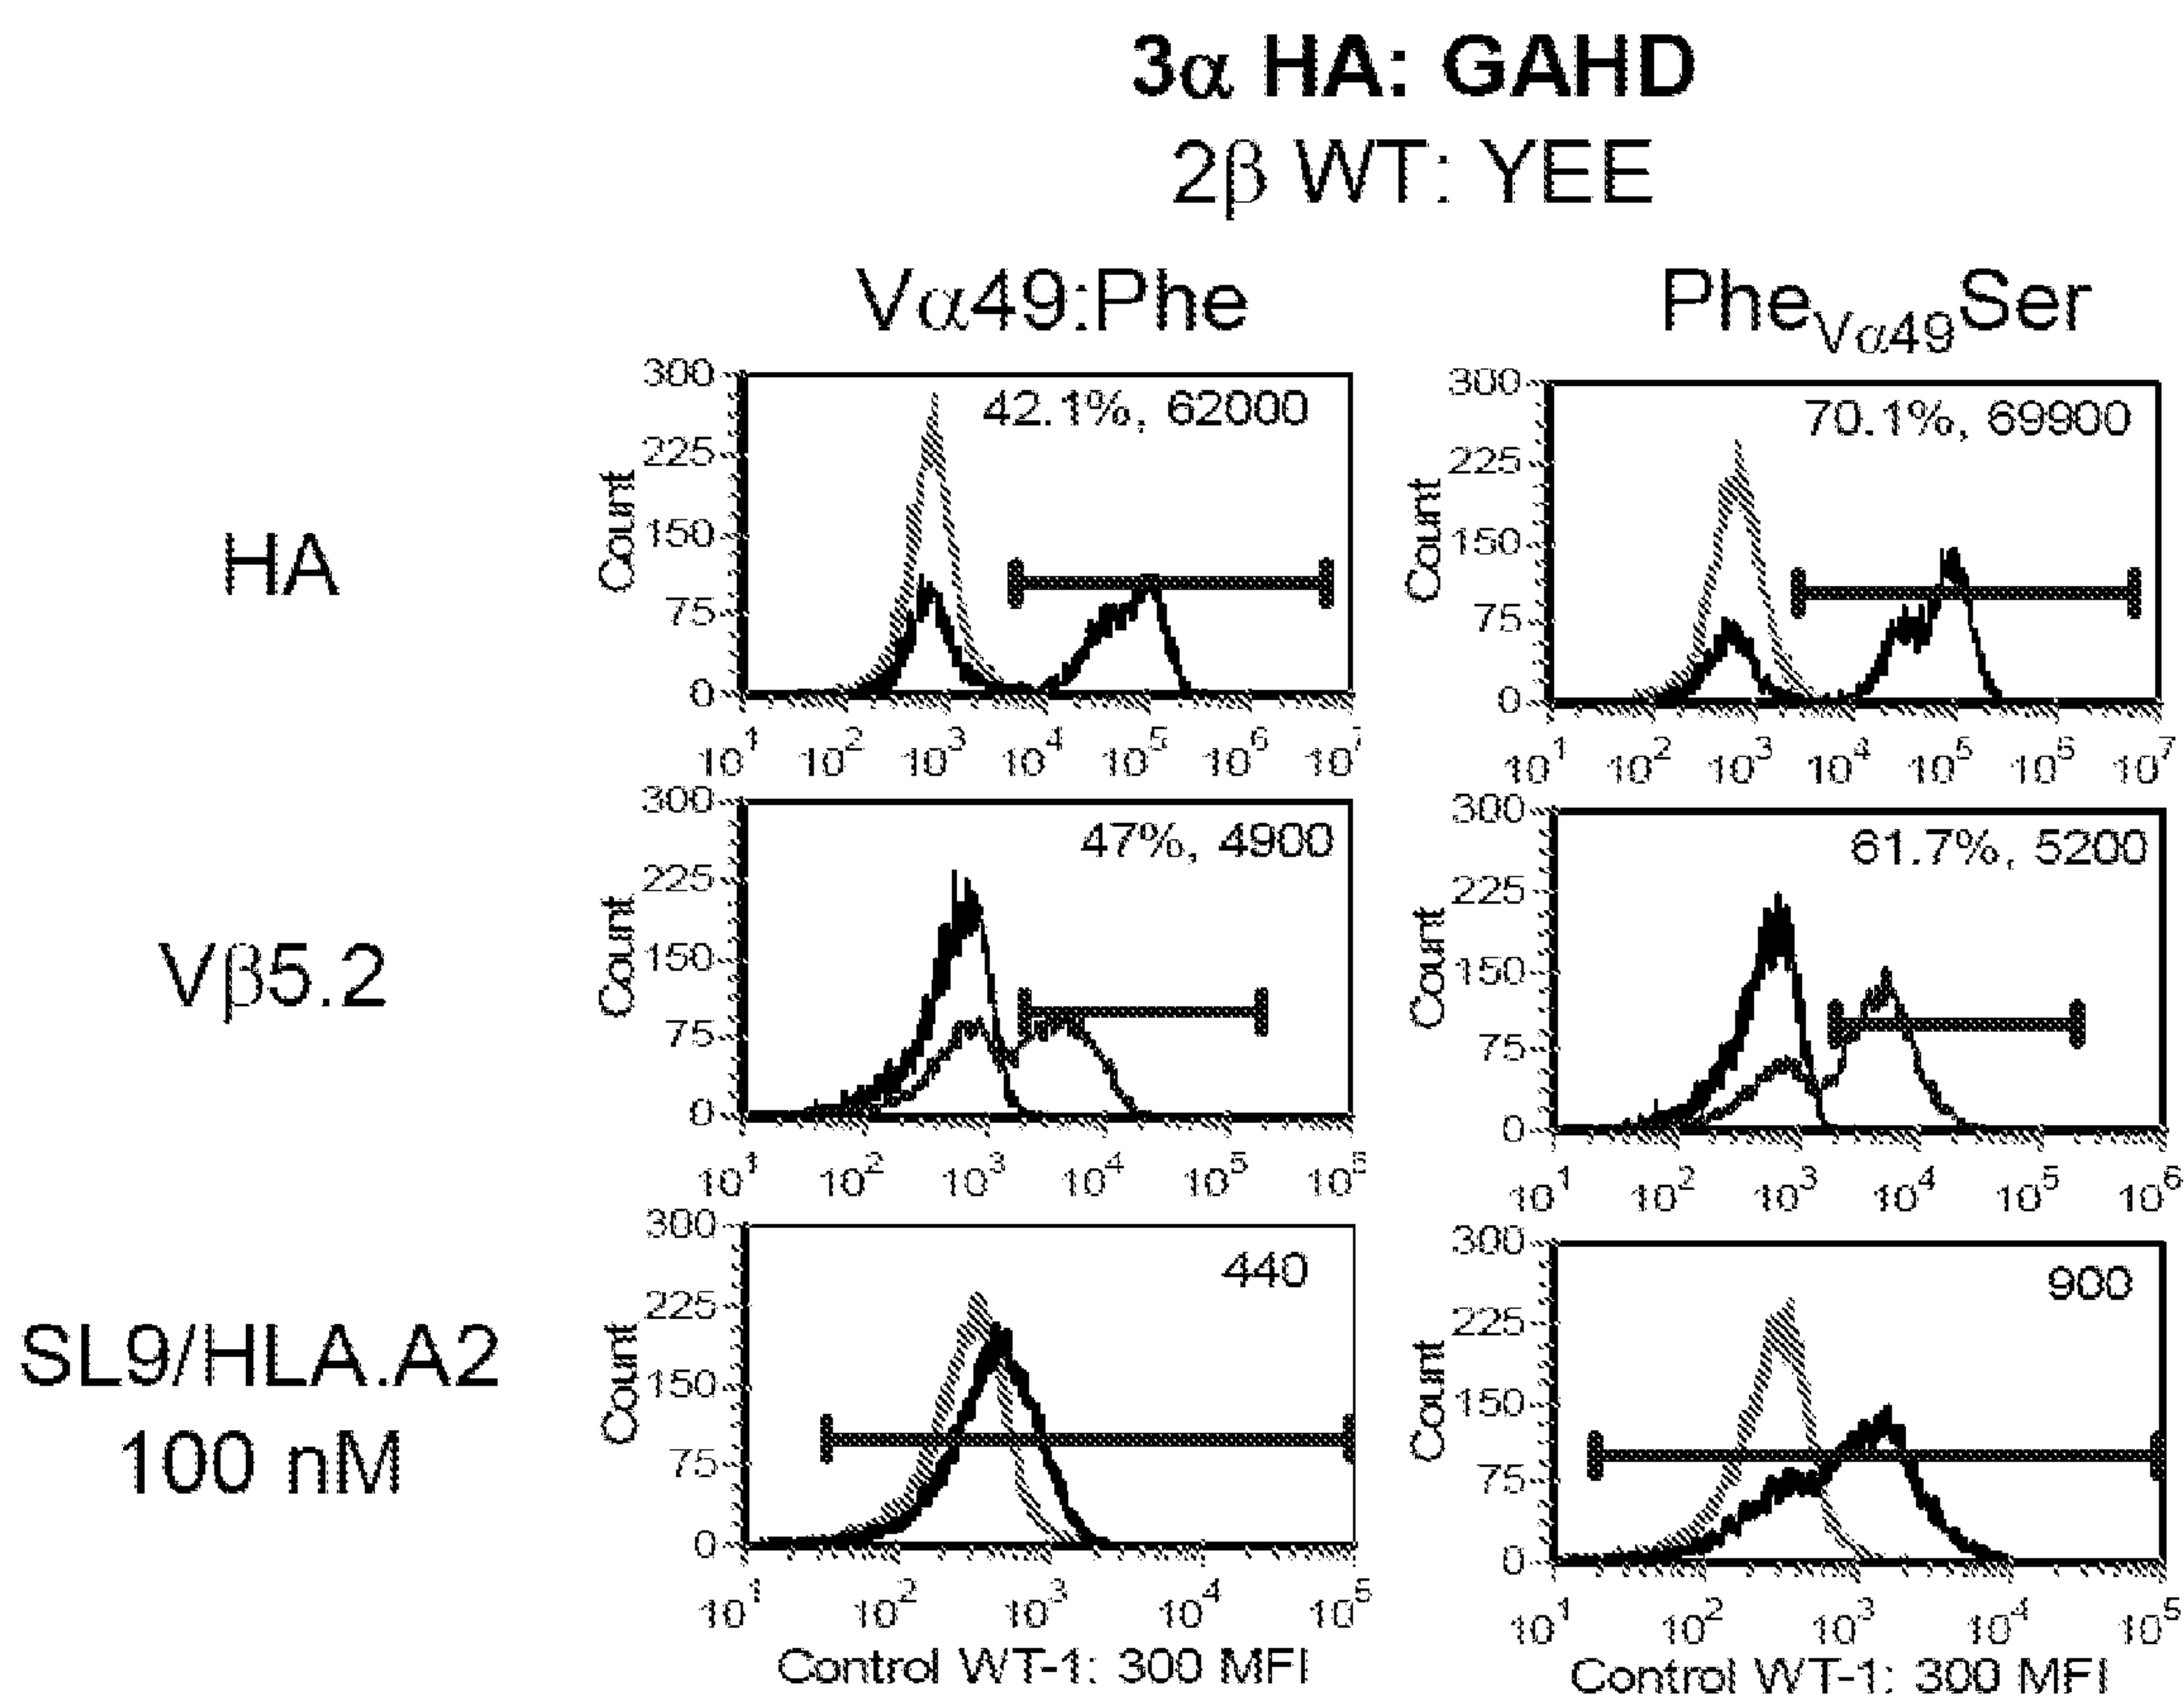 3α HA: GAHD
2β WT: YEE
Vα49:Phe
PheVα49Ser
HA
300
225
150
75
0
Count
42.1%, 62000
10¹ 10² 10³ 10⁴ 10⁵ 10⁶ 10⁷
300
225
150
75
0
Count
70.1%, 69900
10¹ 10² 10³ 10⁴ 10⁵ 10⁵ 10⁷
Vβ5.2
300
225
150
75
0
Count
47%, 4900
10¹ 10² 10³ 10⁴ 10⁵ 10⁶
300
225
150
75
0
Count
61.7%, 5200
10¹ 10² 10³ 10⁴ 10⁵ 10⁶
SL9/HLA.A2
100 nM
300
225
150
75
0
Count
440
10¹ 10² 10³ 10⁴ 10⁵
Control WT-1: 300 MFI
300
225
150
75
0
Count
900
10¹ 10² 10³ 10⁴ 10⁵
Control WT-1: 300 MFI